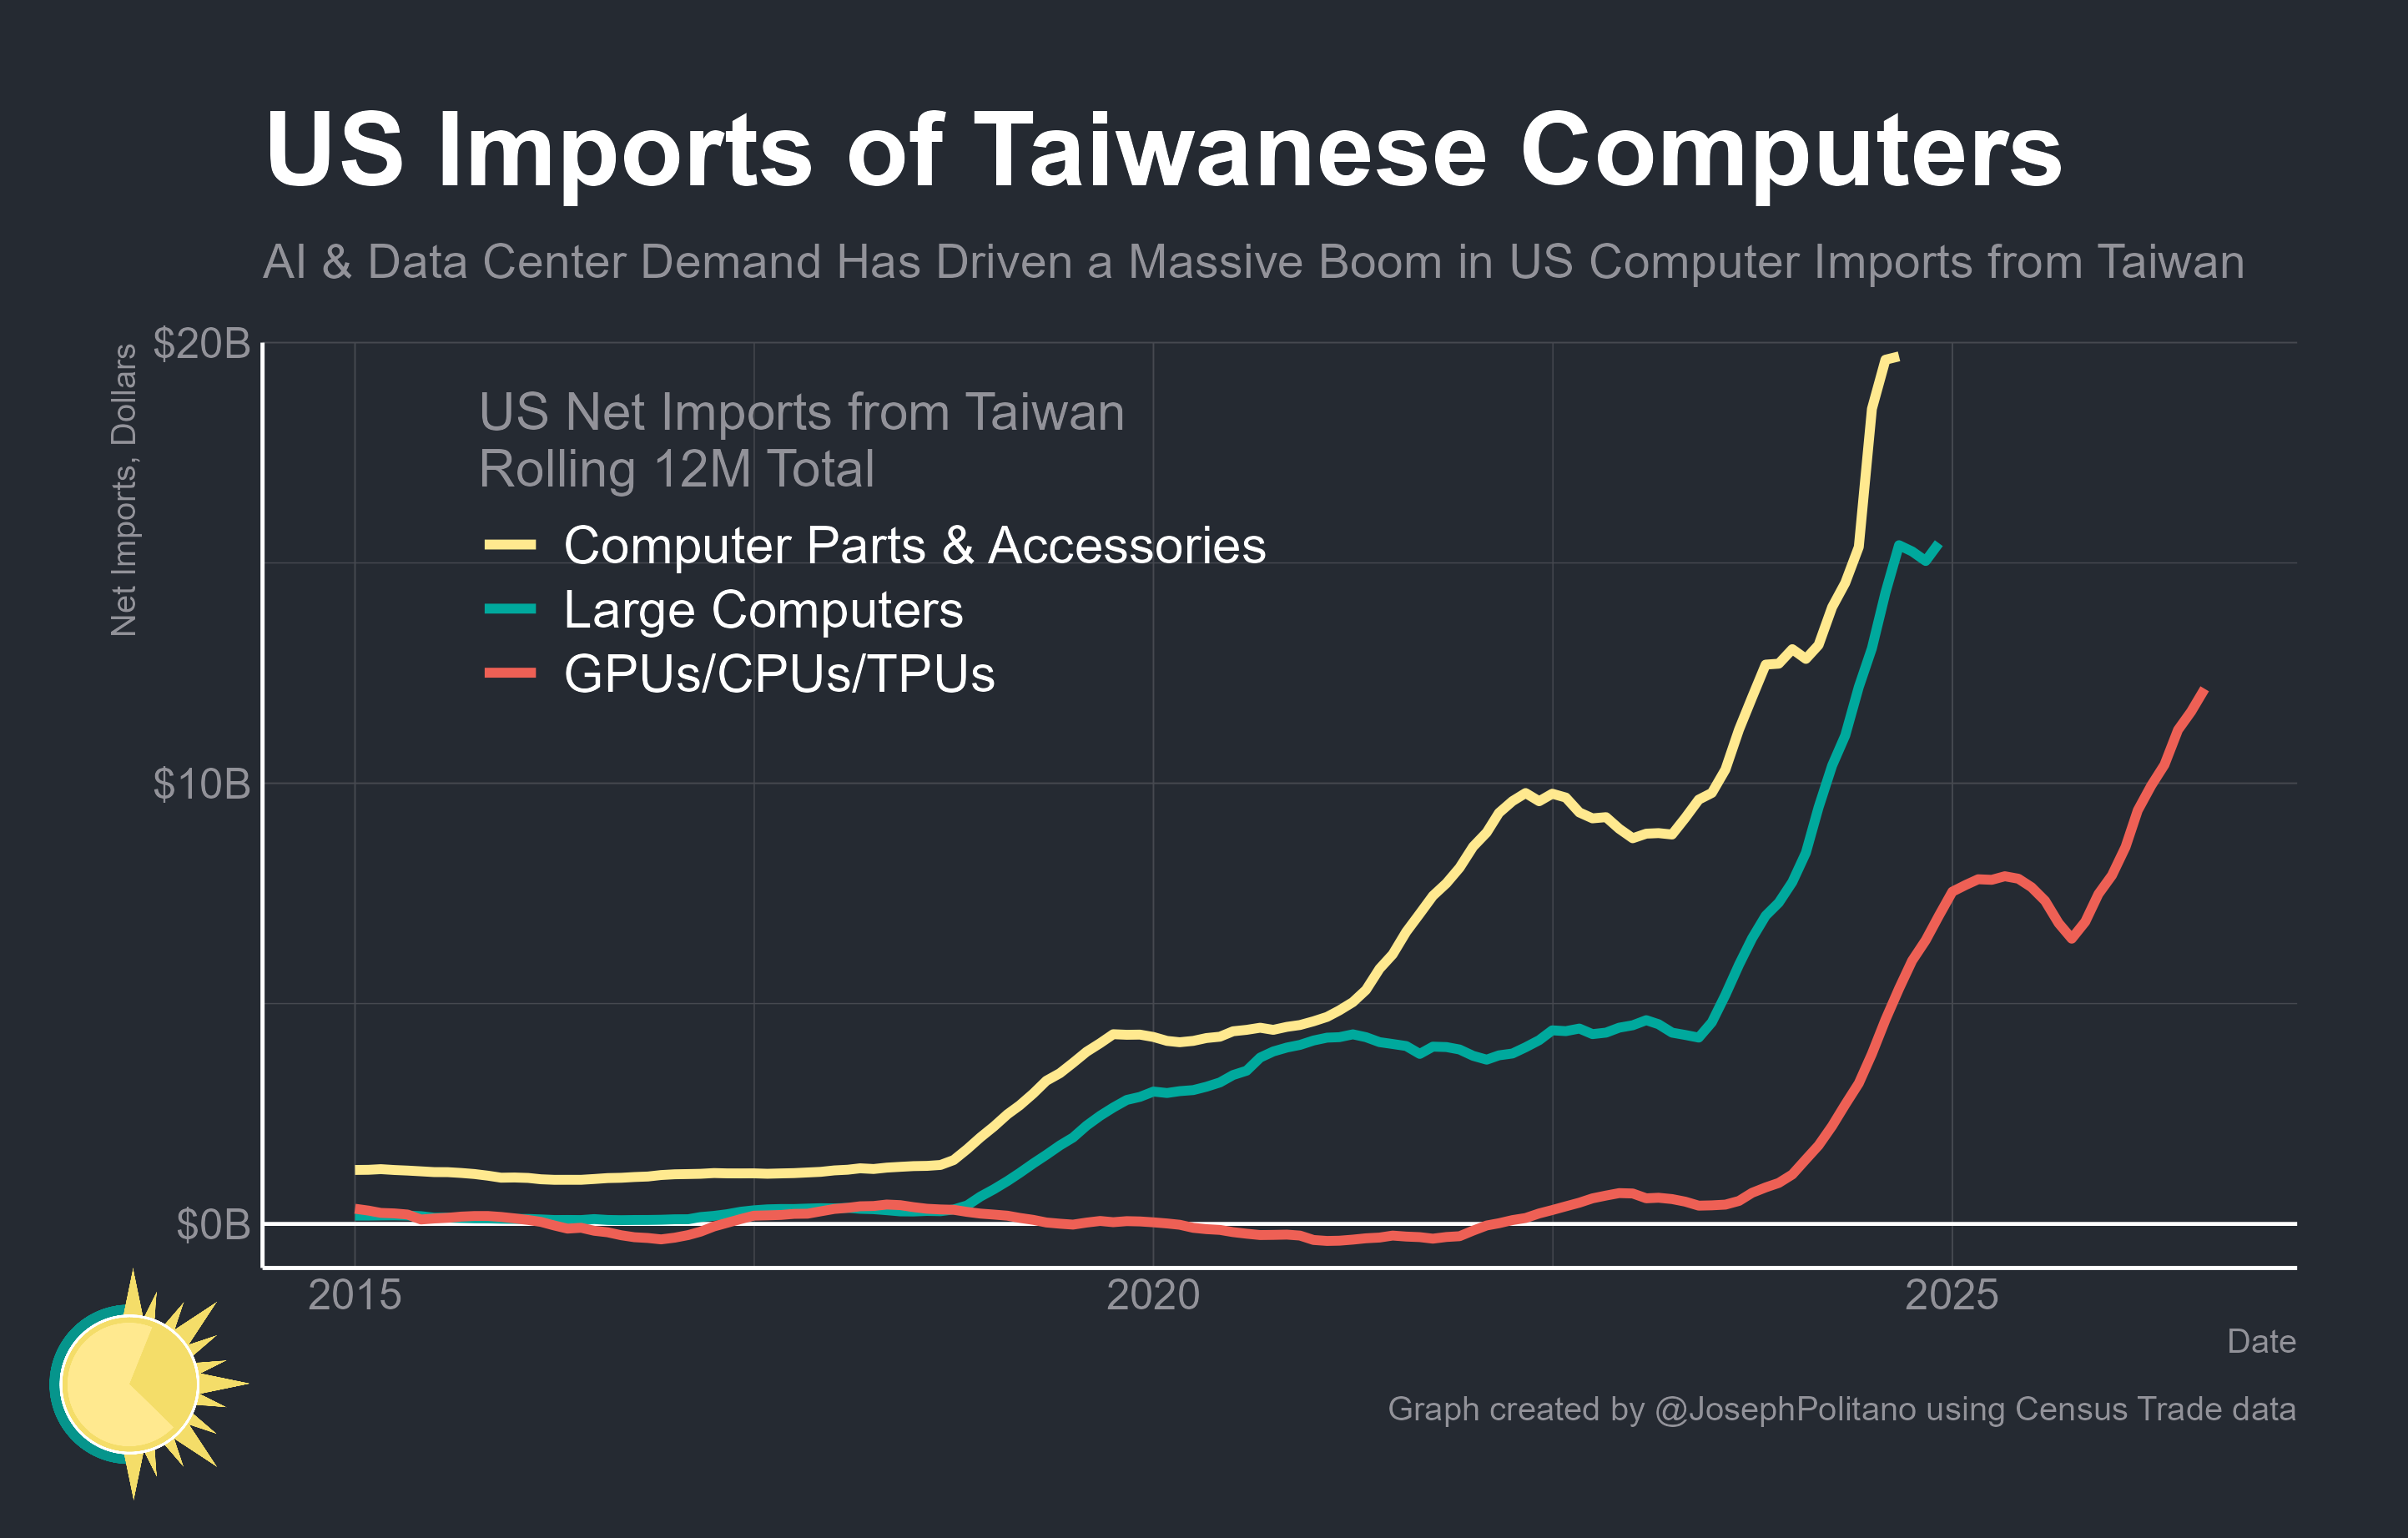 US Imports of Taiwanese Computers
AI & Data Center Demand Has Driven a Massive Boom in US Computer Imports from Taiwan
Net Imports, Dollars
$20B
$10B
$0B
US Net Imports from Taiwan
Rolling 12M Total
Computer Parts & Accessories
Large Computers
GPUs/CPUs/TPUs
2015
2020
2025
Date
Graph created by @JosephPolitano using Census Trade data